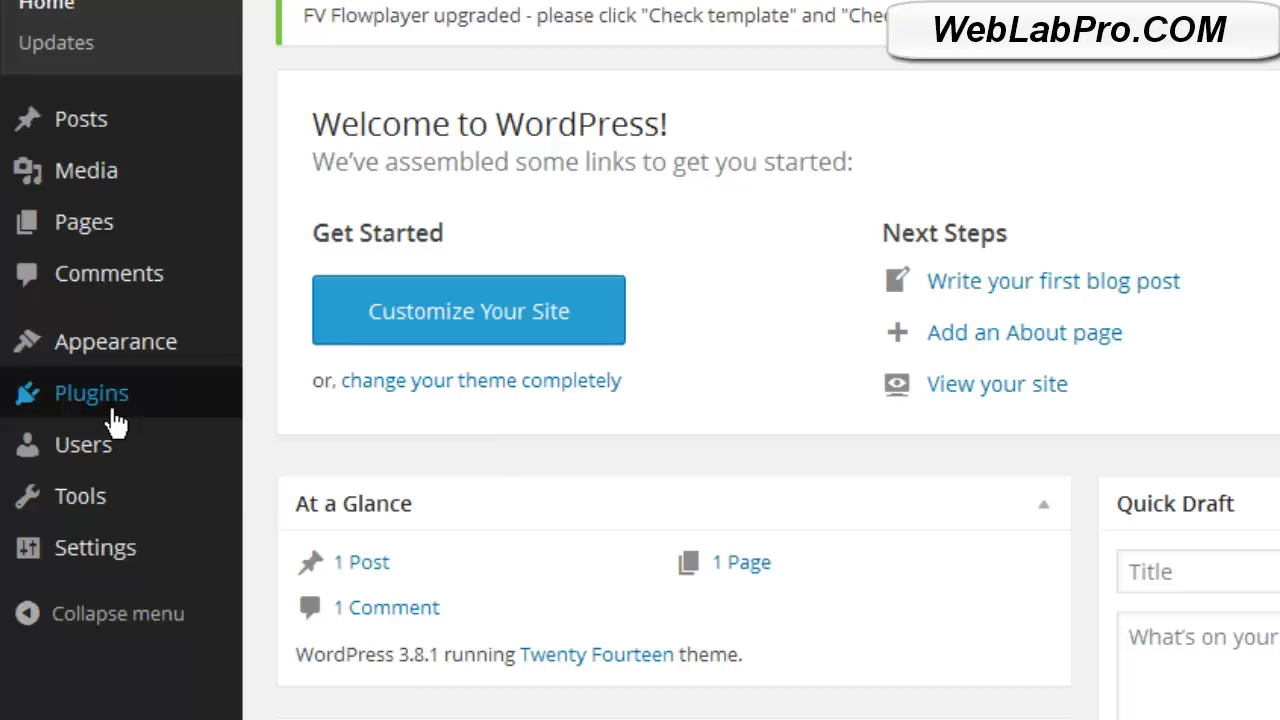 Home
Updates
Posts
Media
Pages
Comments
Appearance
Plugins
Users
Tools
Settings
Collapse menu
FV Flowplayer upgraded - please click "Check template" and
WebLabPro.COM
Welcome to WordPress!
We've assembled some links to get you started:
Get Started
Customize Your Site
or, change your theme completely
Next Steps
Write your first blog post
Add an About page
View your site
At a Glance
1 Post
1 Page
1 Comment
WordPress 3.8.1 running Twenty Fourteen theme.
Quick Draft
Title
What's on your